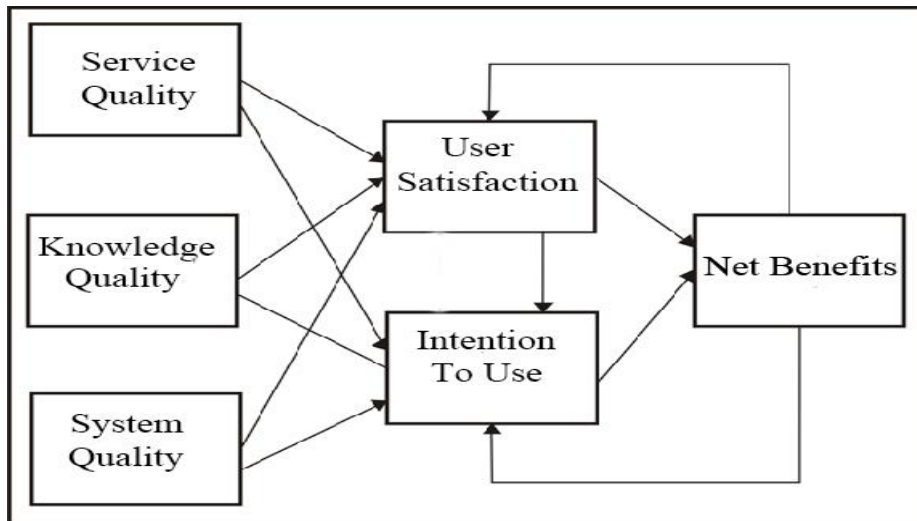 Service
Quality
User
Satisfaction
Knowledge
Quality
Net Benefits
Intention
To Use
System
Quality